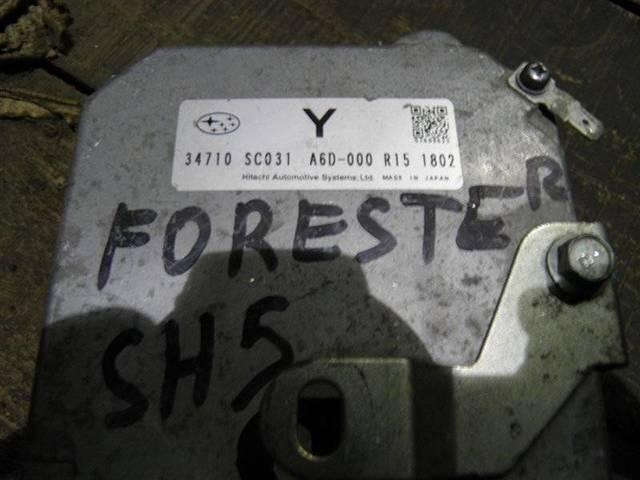 Y
34710 SC031 A6D-000 R15 1802
Hitachi Automotive Systems,Ltd. MADE IN JAPAN
FORESTER
SH5